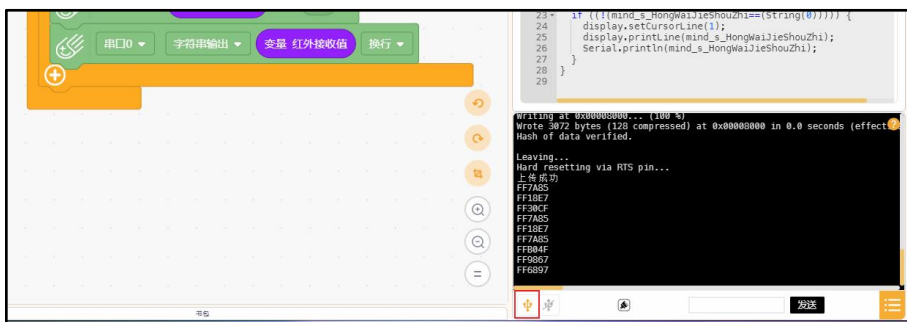 串口0 字符串输出 变量 红外接收值 换行
书包
23 if ((!(mind_s_HongWaiJieShouZhi==(String(0))))) {
24 display.setCursorLine(1);
25 display.printLine(mind_s_HongWaiJieShouZhi);
26 Serial.println(mind_s_HongWaiJieShouZhi);
27 }
28 }
29
Writing at 0x00008000... (100 %)
Wrote 3072 bytes (128 compressed) at 0x00008000 in 0.0 seconds (effect
Hash of data verified.
Leaving...
Hard resetting via RTS pin...
上传成功
FF7A85
FF18E7
FF30CF
FF7A85
FF18E7
FF7A85
FFB04F
FF9867
FF6897
发送